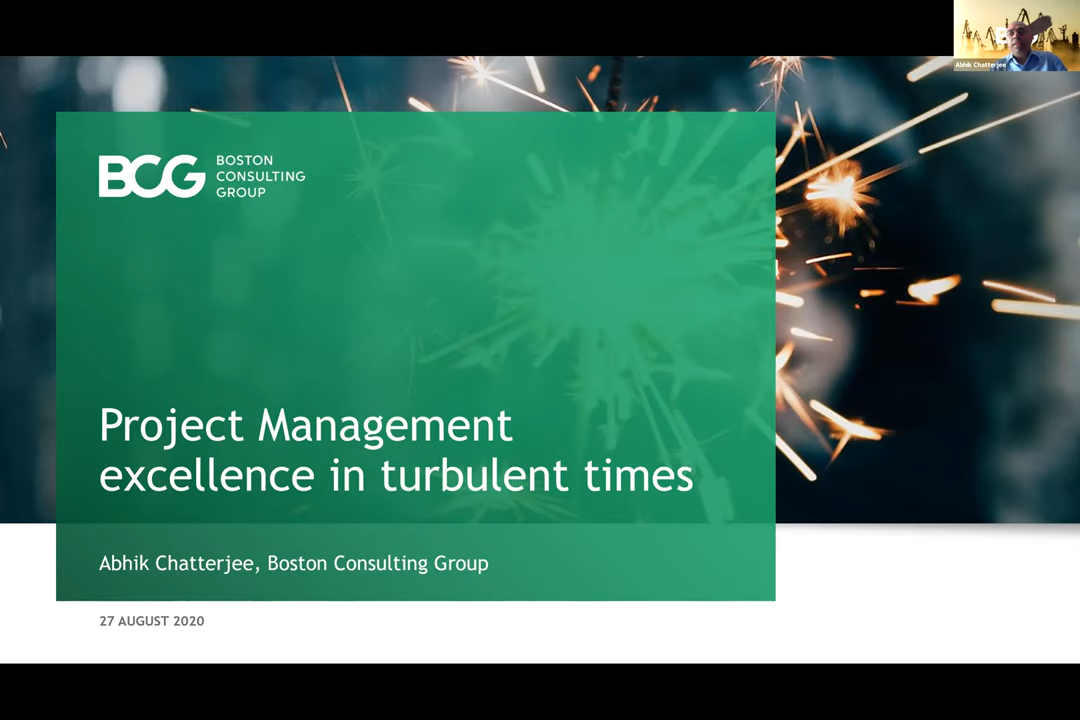 Abhik Chatterjee
BCG
BOSTON
CONSULTING
GROUP
Project Management
excellence in turbulent times
Abhik Chatterjee, Boston Consulting Group
27 AUGUST 2020